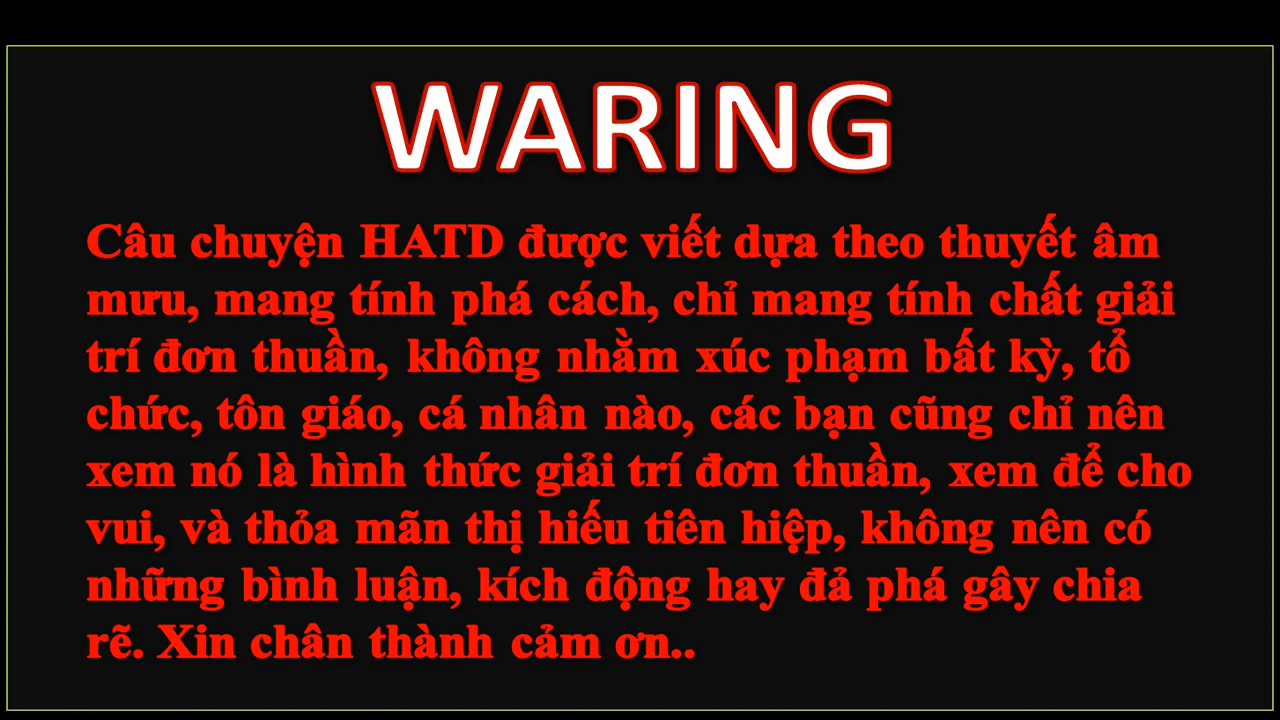 WARING
Câu chuyện HATD được viết dựa theo thuyết âm
mưu, mang tính phá cách, chỉ mang tính chất giải
trí đơn thuần, không nhằm xúc phạm bất kỳ, tổ
chức, tôn giáo, cá nhân nào, các bạn cũng chỉ nên
xem nó là hình thức giải trí đơn thuần, xem để cho
vui, và thỏa mãn thị hiếu tiên hiệp, không nên có
những bình luận, kích động hay đả phá gây chia
rẽ. Xin chân thành cảm ơn..